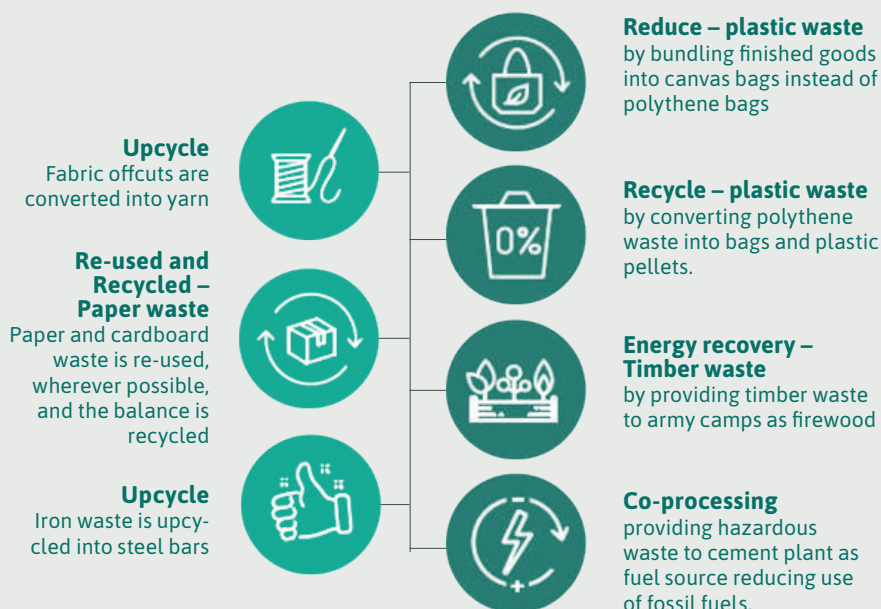 Upcycle
Fabric offcuts are
converted into yarn
Re-used and
Recycled –
Paper waste
Paper and cardboard
waste is re-used,
wherever possible,
and the balance is
recycled
Upcycle
Iron waste is upcy-
cled into steel bars
Reduce – plastic waste
by bundling finished goods
into canvas bags instead of
polythene bags
0%
Recycle – plastic waste
by converting polythene
waste into bags and plastic
pellets.
Energy recovery –
Timber waste
by providing timber waste
to army camps as firewood
Co-processing
providing hazardous
waste to cement plant as
fuel source reducing use
of fossil fuels.